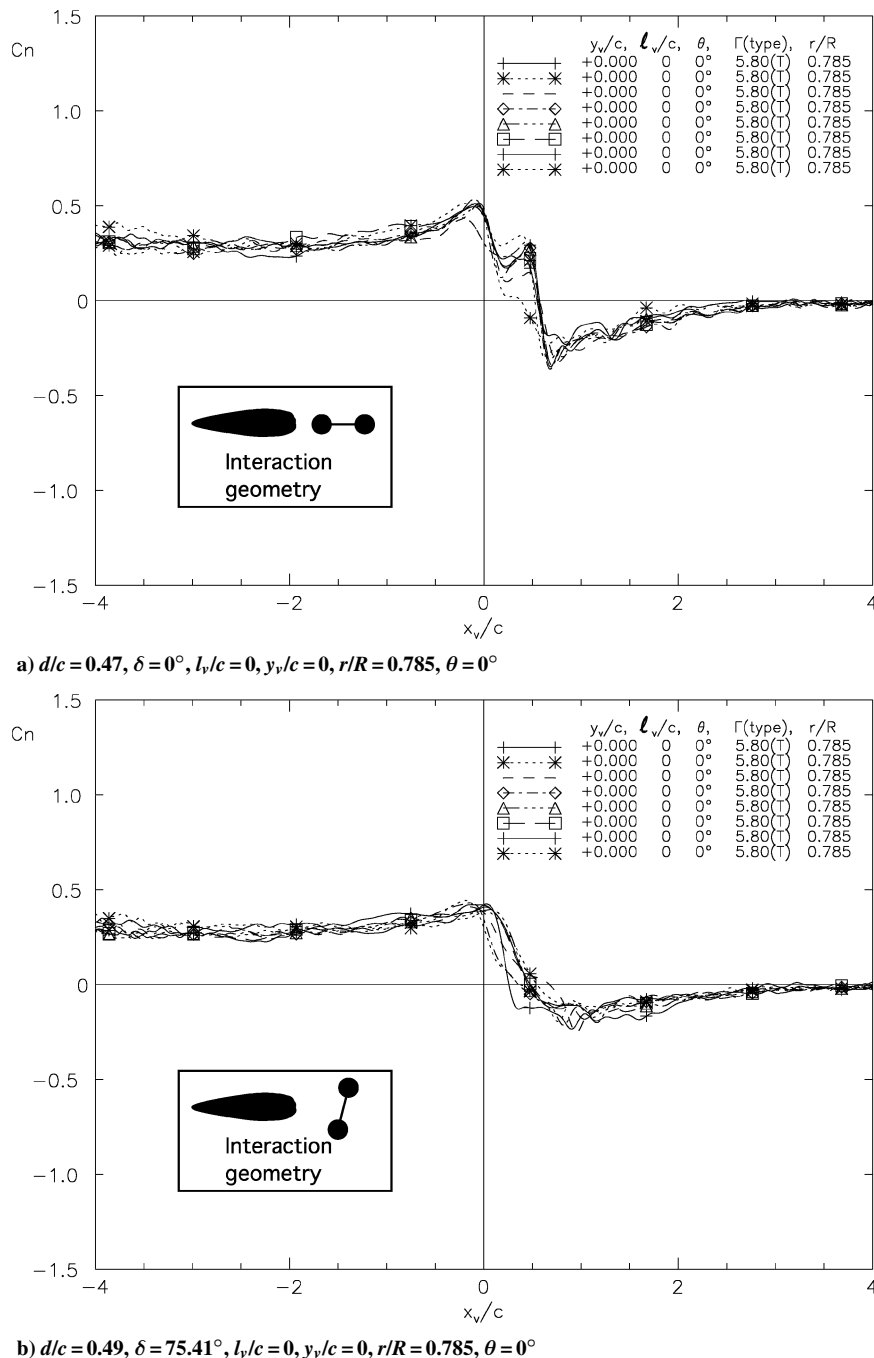 1.5
Cn
1.0
0.5
0
−0.5
−1.0
−1.5
y_v/c, ℓ_v/c, θ, Γ(type), r/R
+0.000 0 0° 5.80(T) 0.785
+0.000 0 0° 5.80(T) 0.785
+0.000 0 0° 5.80(T) 0.785
+0.000 0 0° 5.80(T) 0.785
+0.000 0 0° 5.80(T) 0.785
+0.000 0 0° 5.80(T) 0.785
+0.000 0 0° 5.80(T) 0.785
+0.000 0 0° 5.80(T) 0.785
Interaction
geometry
−4 −2 0 2 4
x_v/c
a) d/c = 0.47, δ = 0°, l_v/c = 0, y_v/c = 0, r/R = 0.785, θ = 0°
1.5
Cn
1.0
0.5
0
−0.5
−1.0
−1.5
y_v/c, ℓ_v/c, θ, Γ(type), r/R
+0.000 0 0° 5.80(T) 0.785
+0.000 0 0° 5.80(T) 0.785
+0.000 0 0° 5.80(T) 0.785
+0.000 0 0° 5.80(T) 0.785
+0.000 0 0° 5.80(T) 0.785
+0.000 0 0° 5.80(T) 0.785
+0.000 0 0° 5.80(T) 0.785
+0.000 0 0° 5.80(T) 0.785
Interaction
geometry
−4 −2 0 2 4
x_v/c
b) d/c = 0.49, δ = 75.41°, l_v/c = 0, y_v/c = 0, r/R = 0.785, θ = 0°